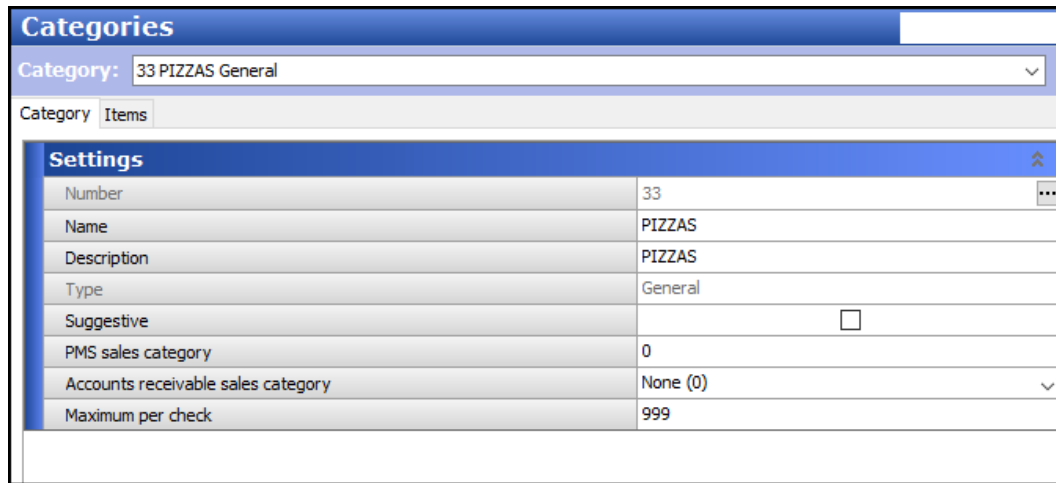 Categories
Category: 33 PIZZAS General
Category Items
Settings
Number 33 ...
Name PIZZAS
Description PIZZAS
Type General
Suggestive
PMS sales category 0
Accounts receivable sales category None (0)
Maximum per check 999